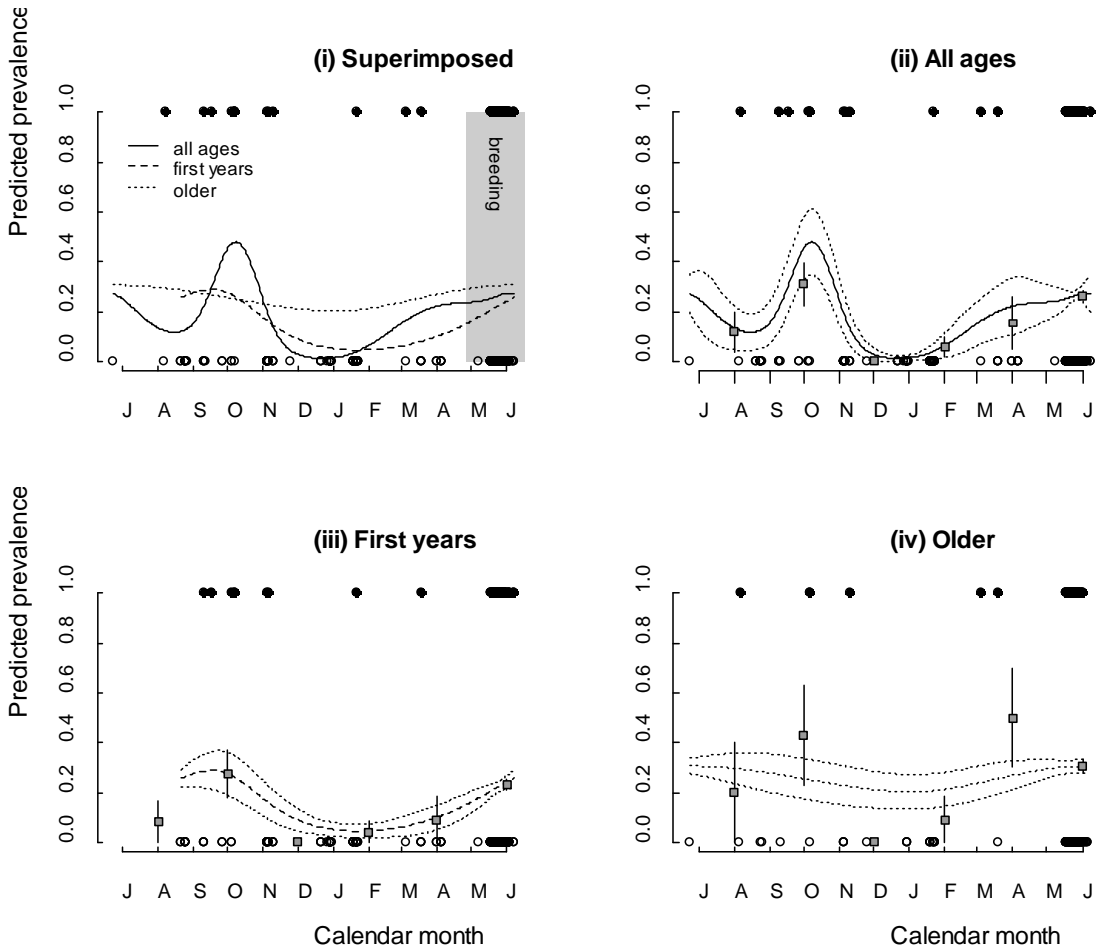 (i) Superimposed
Predicted prevalence
1.0
0.8
0.6
0.4
0.2
0.0
all ages
first years
older
breeding
J A S O N D J F M A M J
(ii) All ages
1.0
0.8
0.6
0.4
0.2
0.0
J A S O N D J F M A M J
(iii) First years
Predicted prevalence
1.0
0.8
0.6
0.4
0.2
0.0
J A S O N D J F M A M J
Calendar month
(iv) Older
1.0
0.8
0.6
0.4
0.2
0.0
J A S O N D J F M A M J
Calendar month